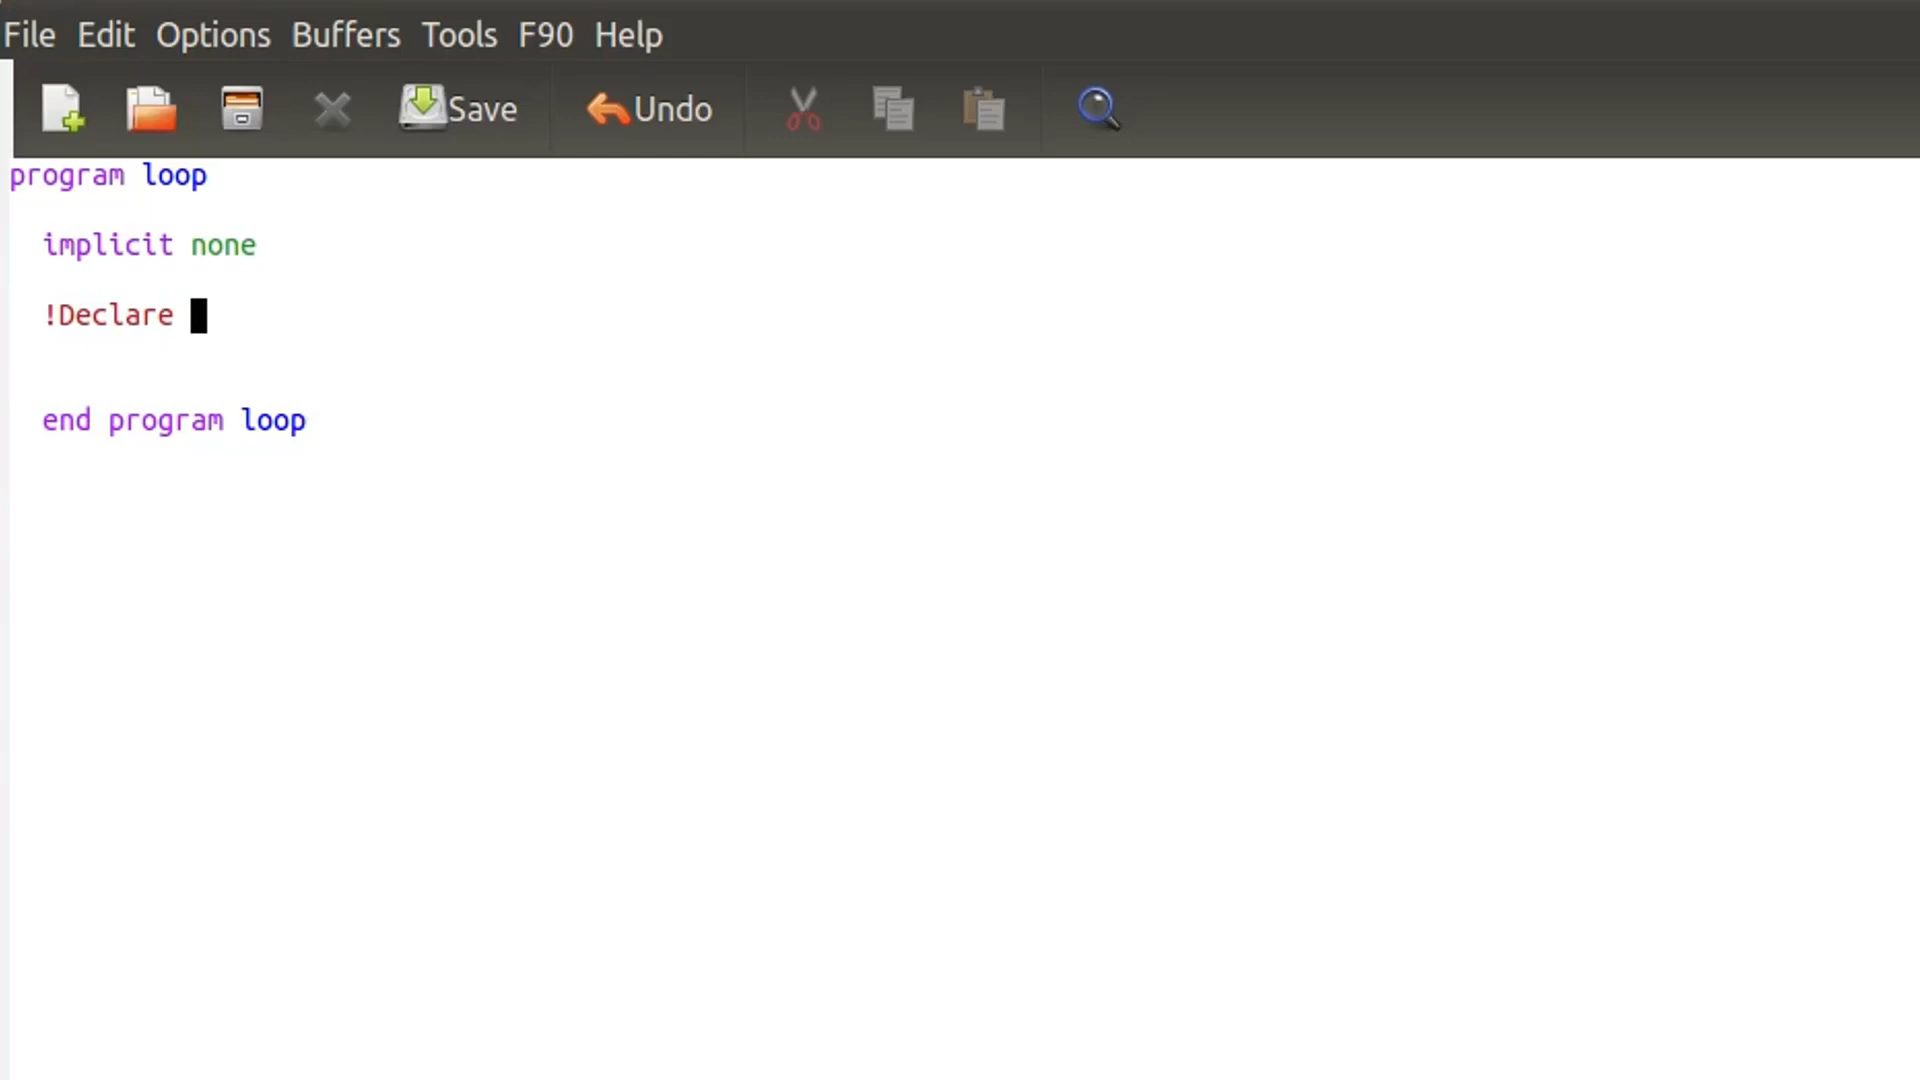 File Edit Options Buffers Tools F90 Help
Save Undo
program loop
implicit none
!Declare
end program loop